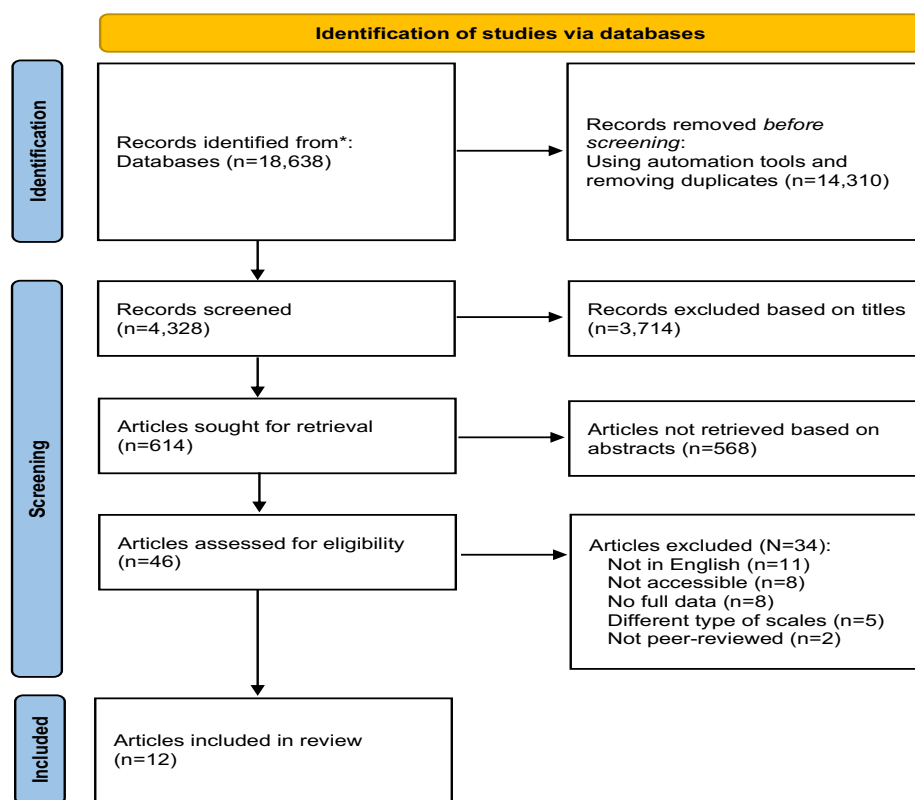 Identification of studies via databases
Identification
Records identified from*:
Databases (n=18,638)
Records removed before
screening:
Using automation tools and
removing duplicates (n=14,310)
Screening
Records screened
(n=4,328)
Records excluded based on titles
(n=3,714)
Articles sought for retrieval
(n=614)
Articles not retrieved based on
abstracts (n=568)
Articles assessed for eligibility
(n=46)
Articles excluded (N=34):
Not in English (n=11)
Not accessible (n=8)
No full data (n=8)
Different type of scales (n=5)
Not peer-reviewed (n=2)
Included
Articles included in review
(n=12)